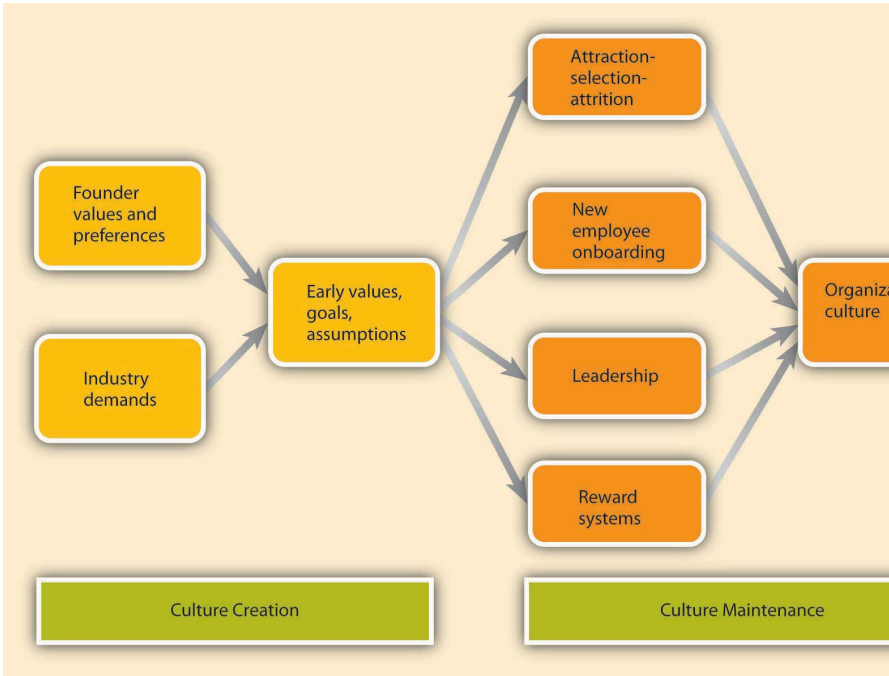 Founder
values and
preferences
Industry
demands
Early values,
goals,
assumptions
Attraction-
selection-
attrition
New
employee
onboarding
Leadership
Reward
systems
culture
Culture Creation
Culture Maintenance